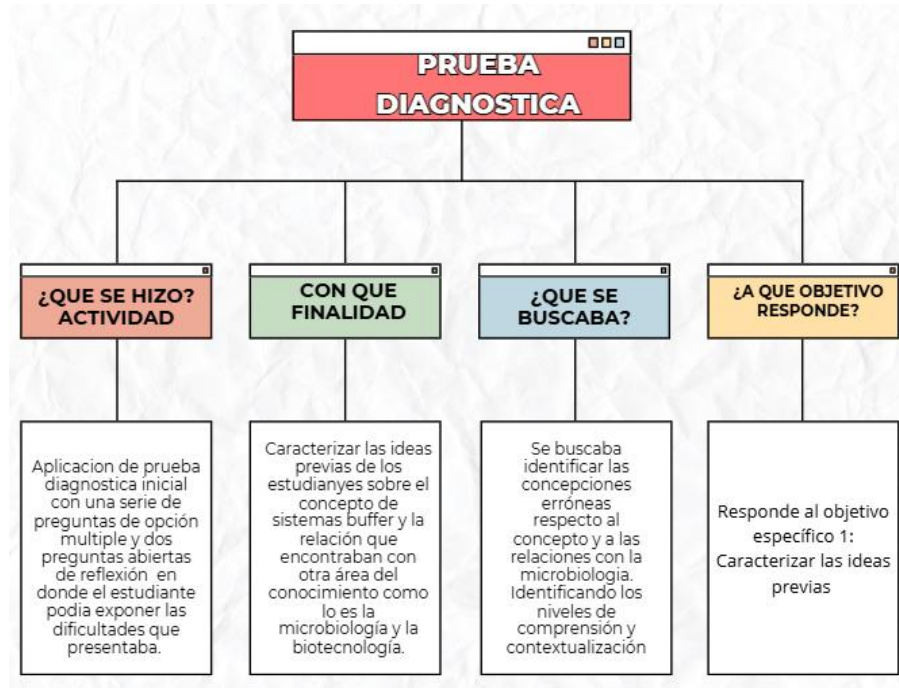 PRUEBA
DIAGNOSTICA
¿QUE SE HIZO?
ACTIVIDAD
Aplicacion de prueba
diagnostica inicial
con una serie de
preguntas de opción
multiple y dos
preguntas abiertas
de reflexión en
donde el estudiante
podia exponer las
dificultades que
presentaba.
CON QUE
FINALIDAD
Caracterizar las ideas
previas de los
estudianyes sobre el
concepto de
sistemas buffer y la
relación que
encontraban con
otra área del
conocimiento como
lo es la
microbiología y la
biotecnología.
¿QUE SE
BUSCABA?
Se buscaba
identificar las
concepciones
erróneas
respecto al
concepto y a las
relaciones con la
microbiologia.
Identificando los
niveles de
comprensión y
contextualización
¿A QUE OBJETIVO
RESPONDE?
Responde al objetivo
específico 1:
Caracterizar las ideas
previas